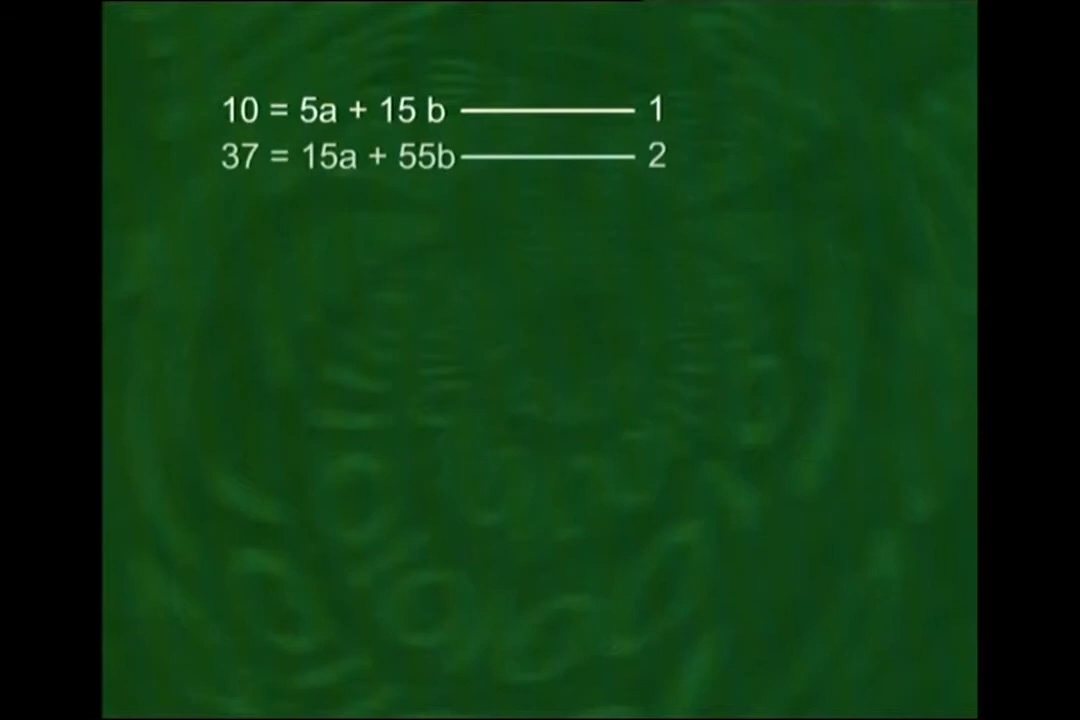 10 = 5a + 15 b ——— 1
37 = 15a + 55b ——— 2